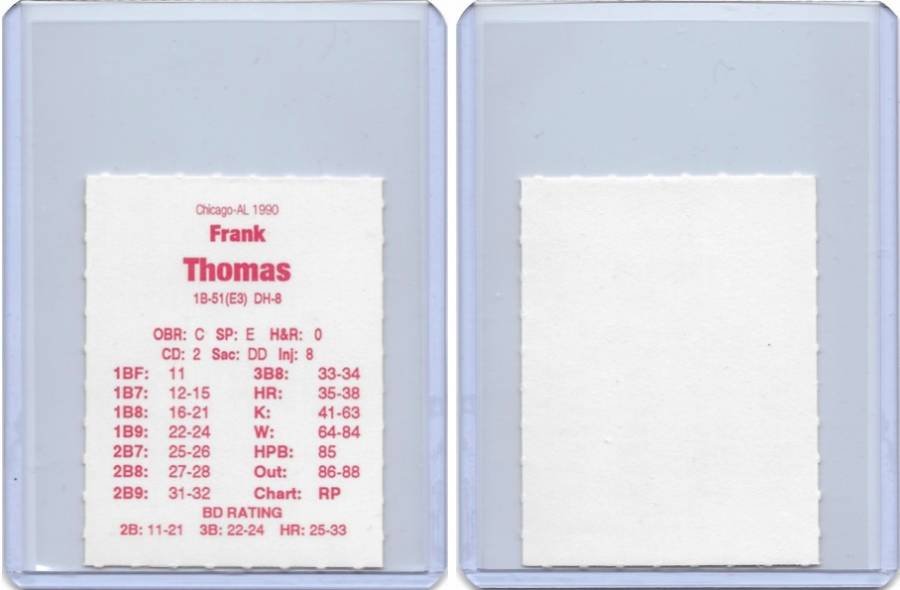 Chicago-AL 1990
Frank
Thomas
1B-51(E3) DH-8
OBR: C SP: E H&R: 0
CD: 2 Sac: DD Inj: 8
1BF: 11 3B8: 33-34
1B7: 12-15 HR: 35-38
1B8: 16-21 K: 41-63
1B9: 22-24 W: 64-84
2B7: 25-26 HPB: 85
2B8: 27-28 Out: 86-88
2B9: 31-32 Chart: RP
BD RATING
2B: 11-21 3B: 22-24 HR: 25-33